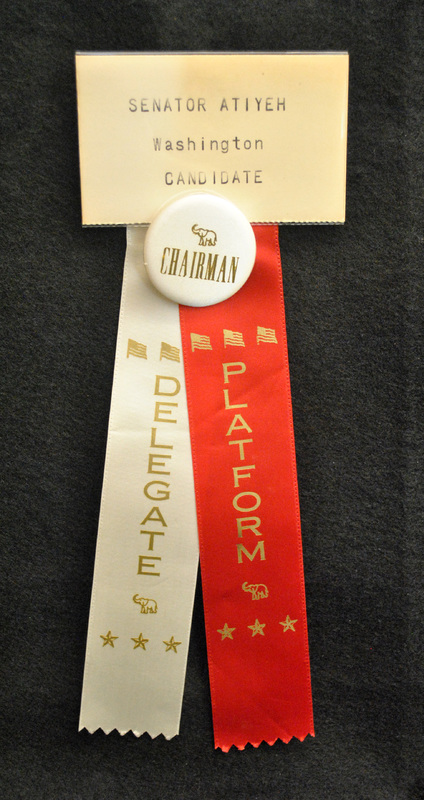 SENATOR ATIYEH
Washington
CANDIDATE
CHAIRMAN
DELEGATE
PLATFORM